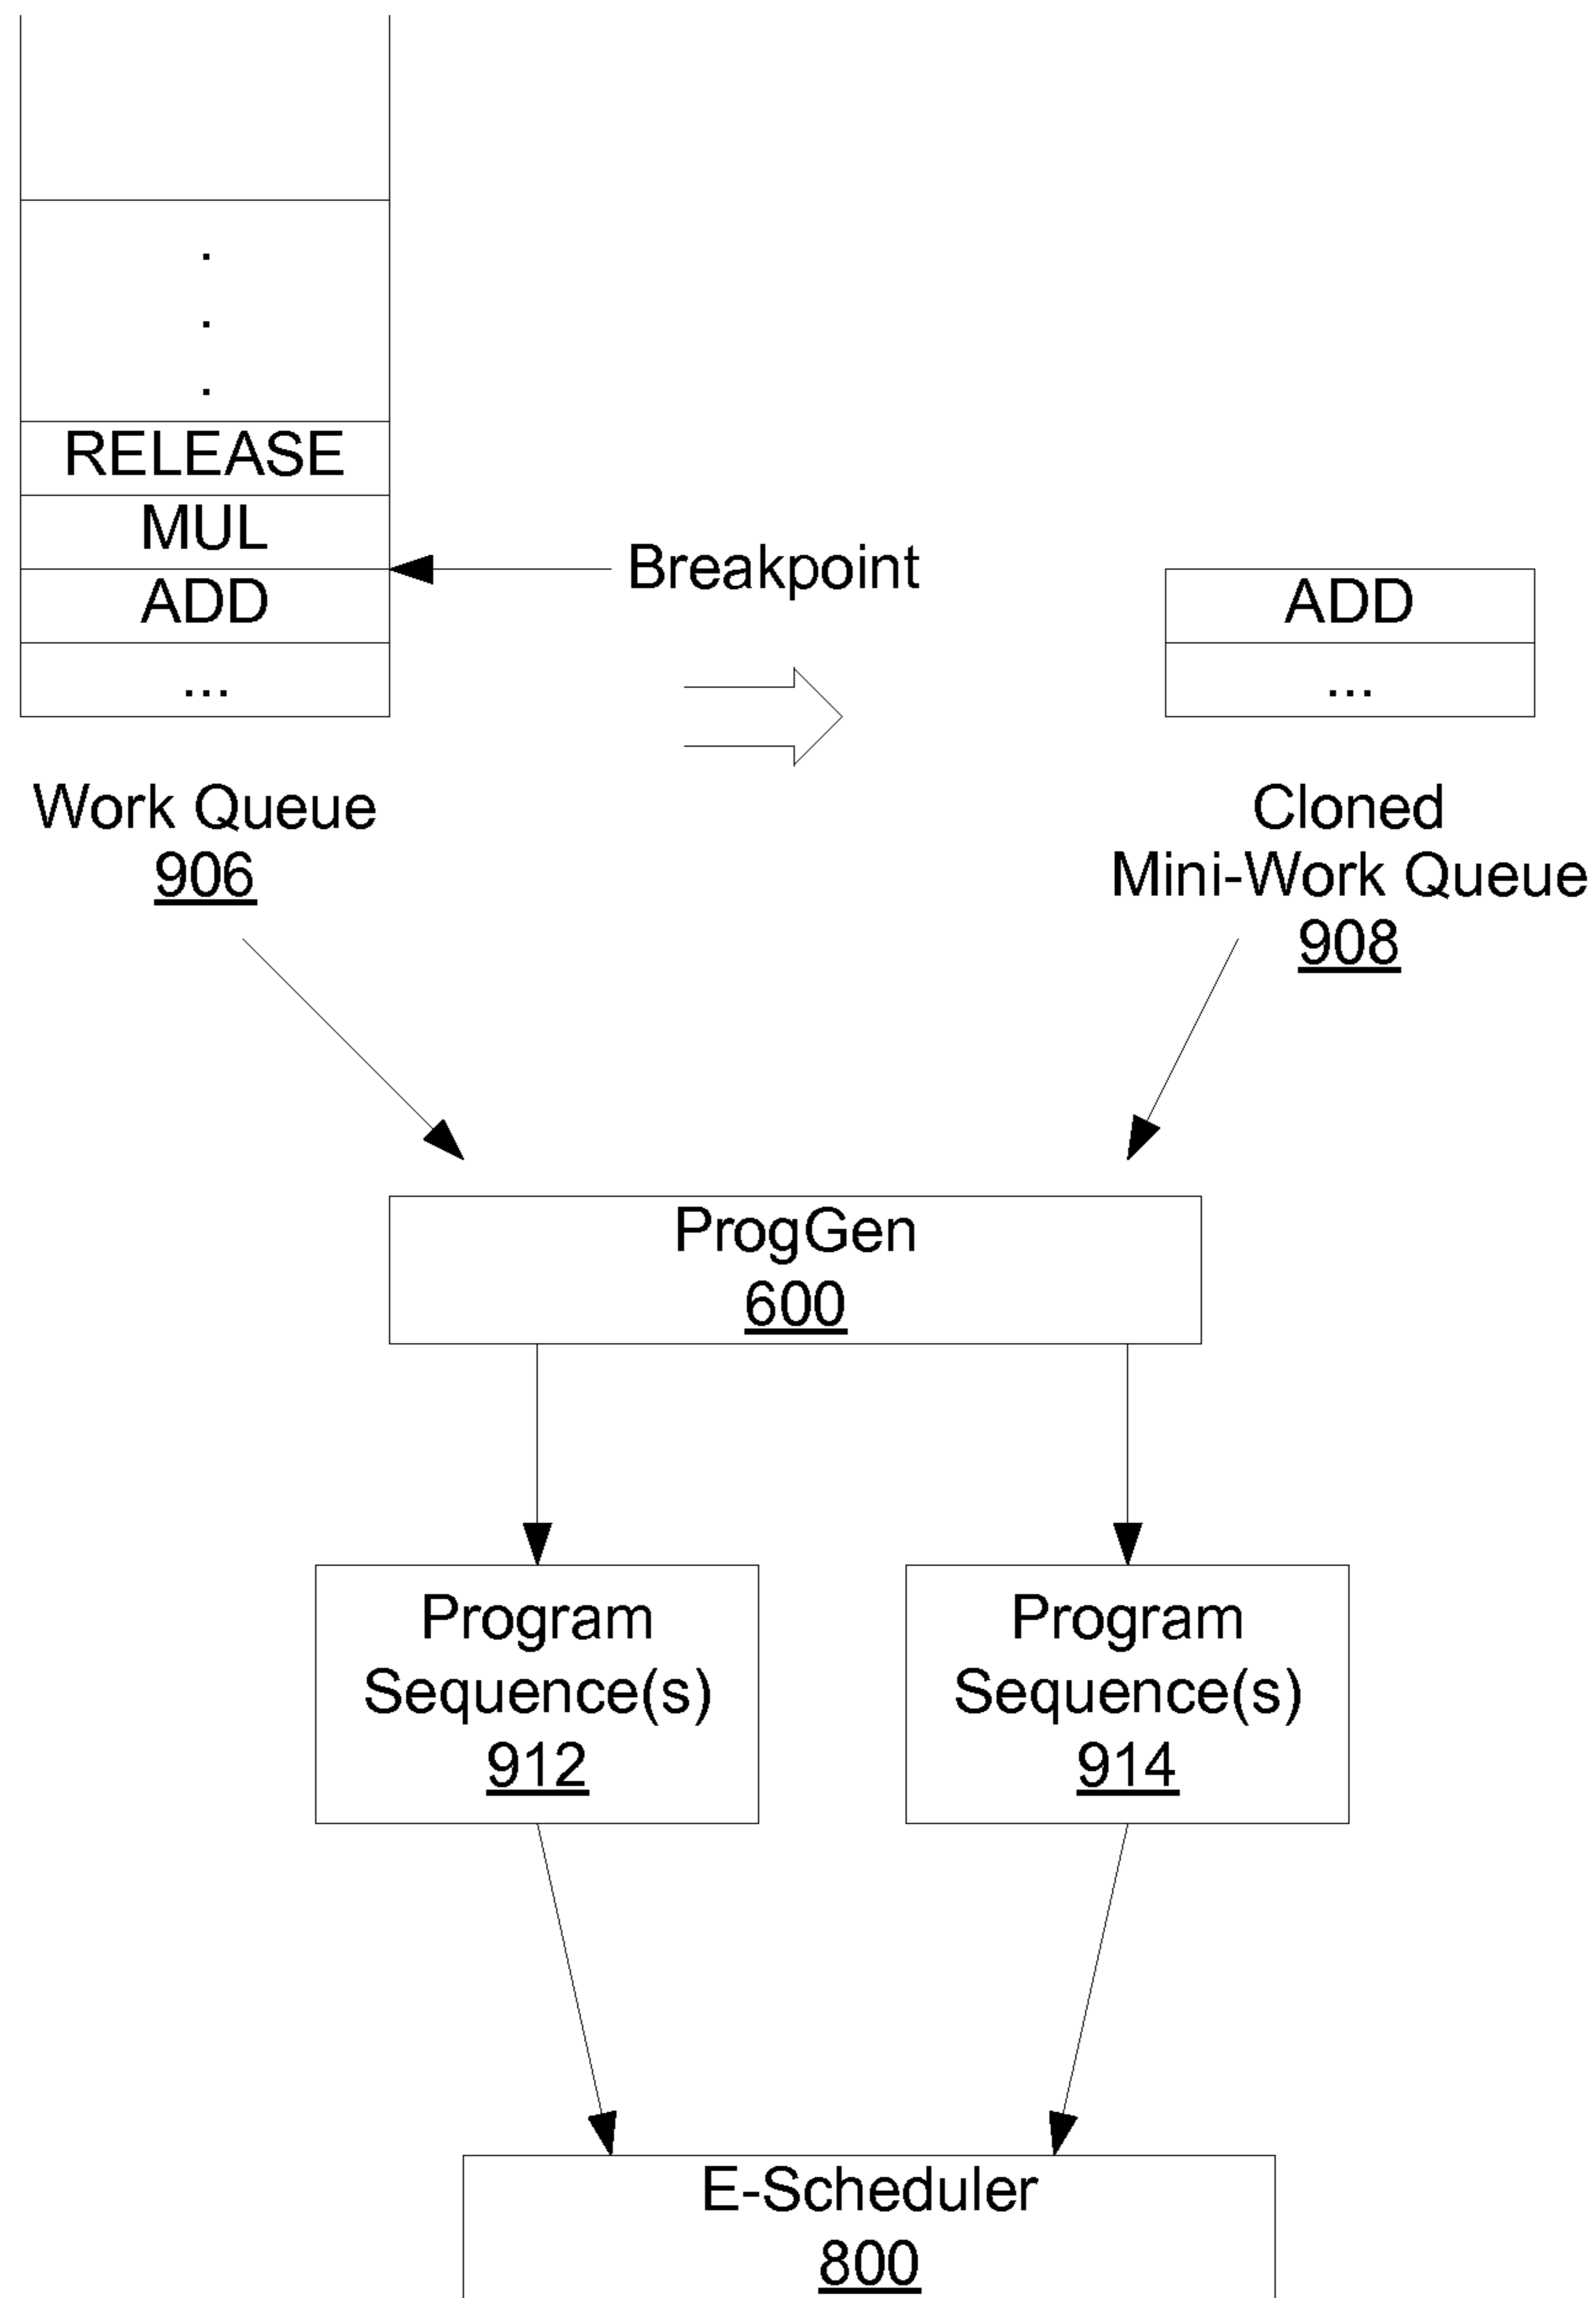 .
.
.
RELEASE
MUL
ADD
...
Breakpoint
ADD
...
Work Queue
906
Cloned
Mini-Work Queue
908
ProgGen
600
Program
Sequence(s)
912
Program
Sequence(s)
914
E-Scheduler
800